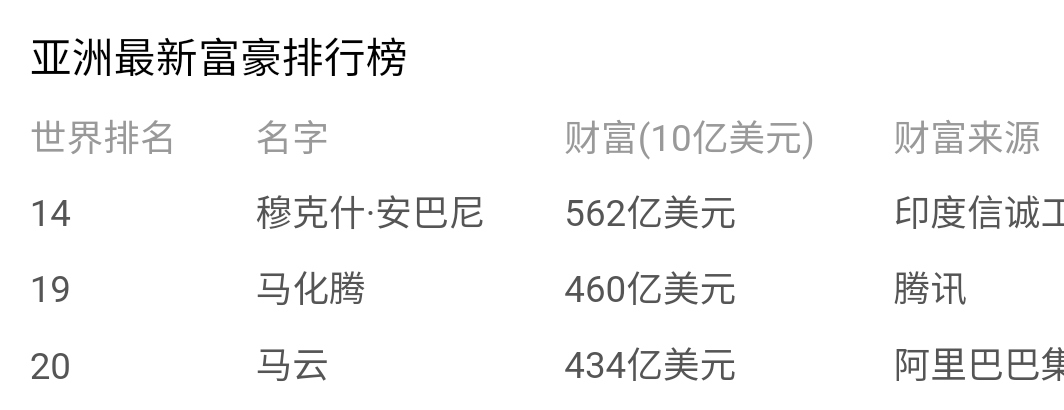 亚洲最新富豪排行榜
世界排名 名字 财富(10亿美元) 财富来源
14 穆克什·安巴尼 562亿美元 印度信诚工
19 马化腾 460亿美元 腾讯
20 马云 434亿美元 阿里巴巴集